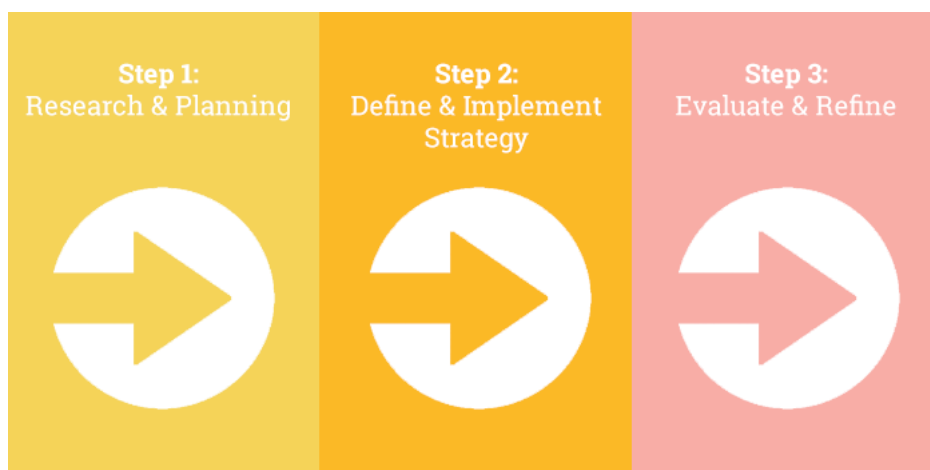 Step 1:
Research & Planning
Step 2:
Define & Implement
Strategy
Step 3:
Evaluate & Refine